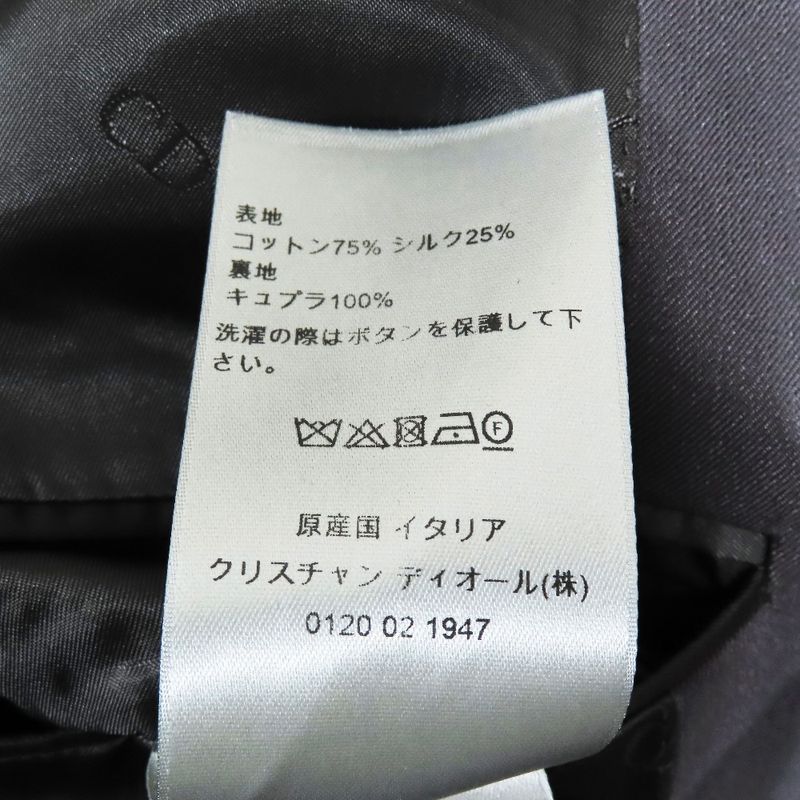 CD
表地
コットン75% シルク25%
裏地
キュプラ100%
洗濯の際はボタンを保護して下
さい。
F
原産国 イタリア
クリスチャン ディオール(株)
0120 02 1947